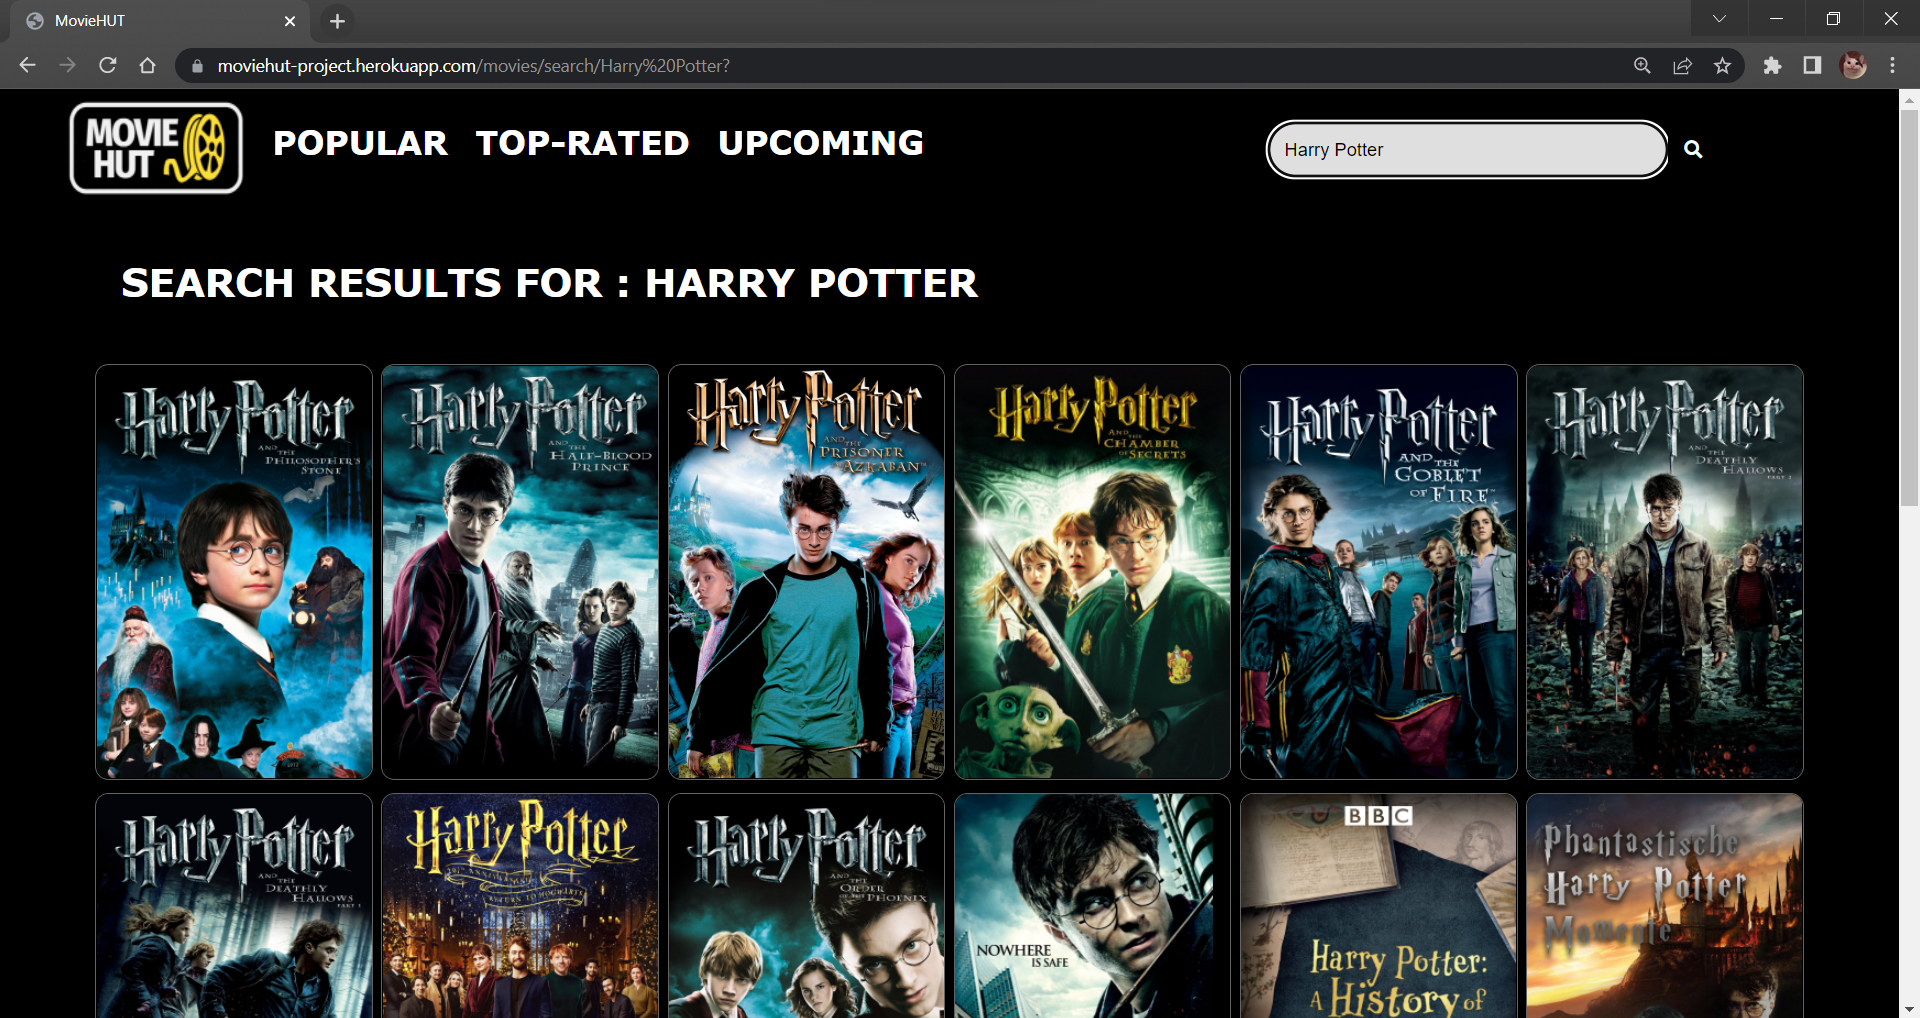 MovieHUT
moviehut-project.herokuapp.com/movies/search/Harry%20Potter?
MOVIE
HUT
POPULAR TOP-RATED UPCOMING
Harry Potter
SEARCH RESULTS FOR : HARRY POTTER
Harry Potter
AND THE
PHILOSOPHER'S
STONE
Harry Potter
AND THE
HALF-BLOOD
PRINCE
Harry Potter
AND THE
PRISONER
OF AZKABAN™
Harry Potter
AND THE
CHAMBER
OF SECRETS
Harry Potter
AND THE
GOBLET
OF FIRE™
Harry Potter
AND THE
DEATHLY
HALLOWS
PART 2
Harry Potter
AND THE
DEATHLY
HALLOWS
PART 1
Harry Potter
20TH ANNIVERSARY
RETURN TO HOGWARTS
Harry Potter
AND THE
ORDER
OF THE PHOENIX
NOWHERE
IS SAFE
BBC
Harry Potter:
A History of
Phantastische
Harry Potter
Momente